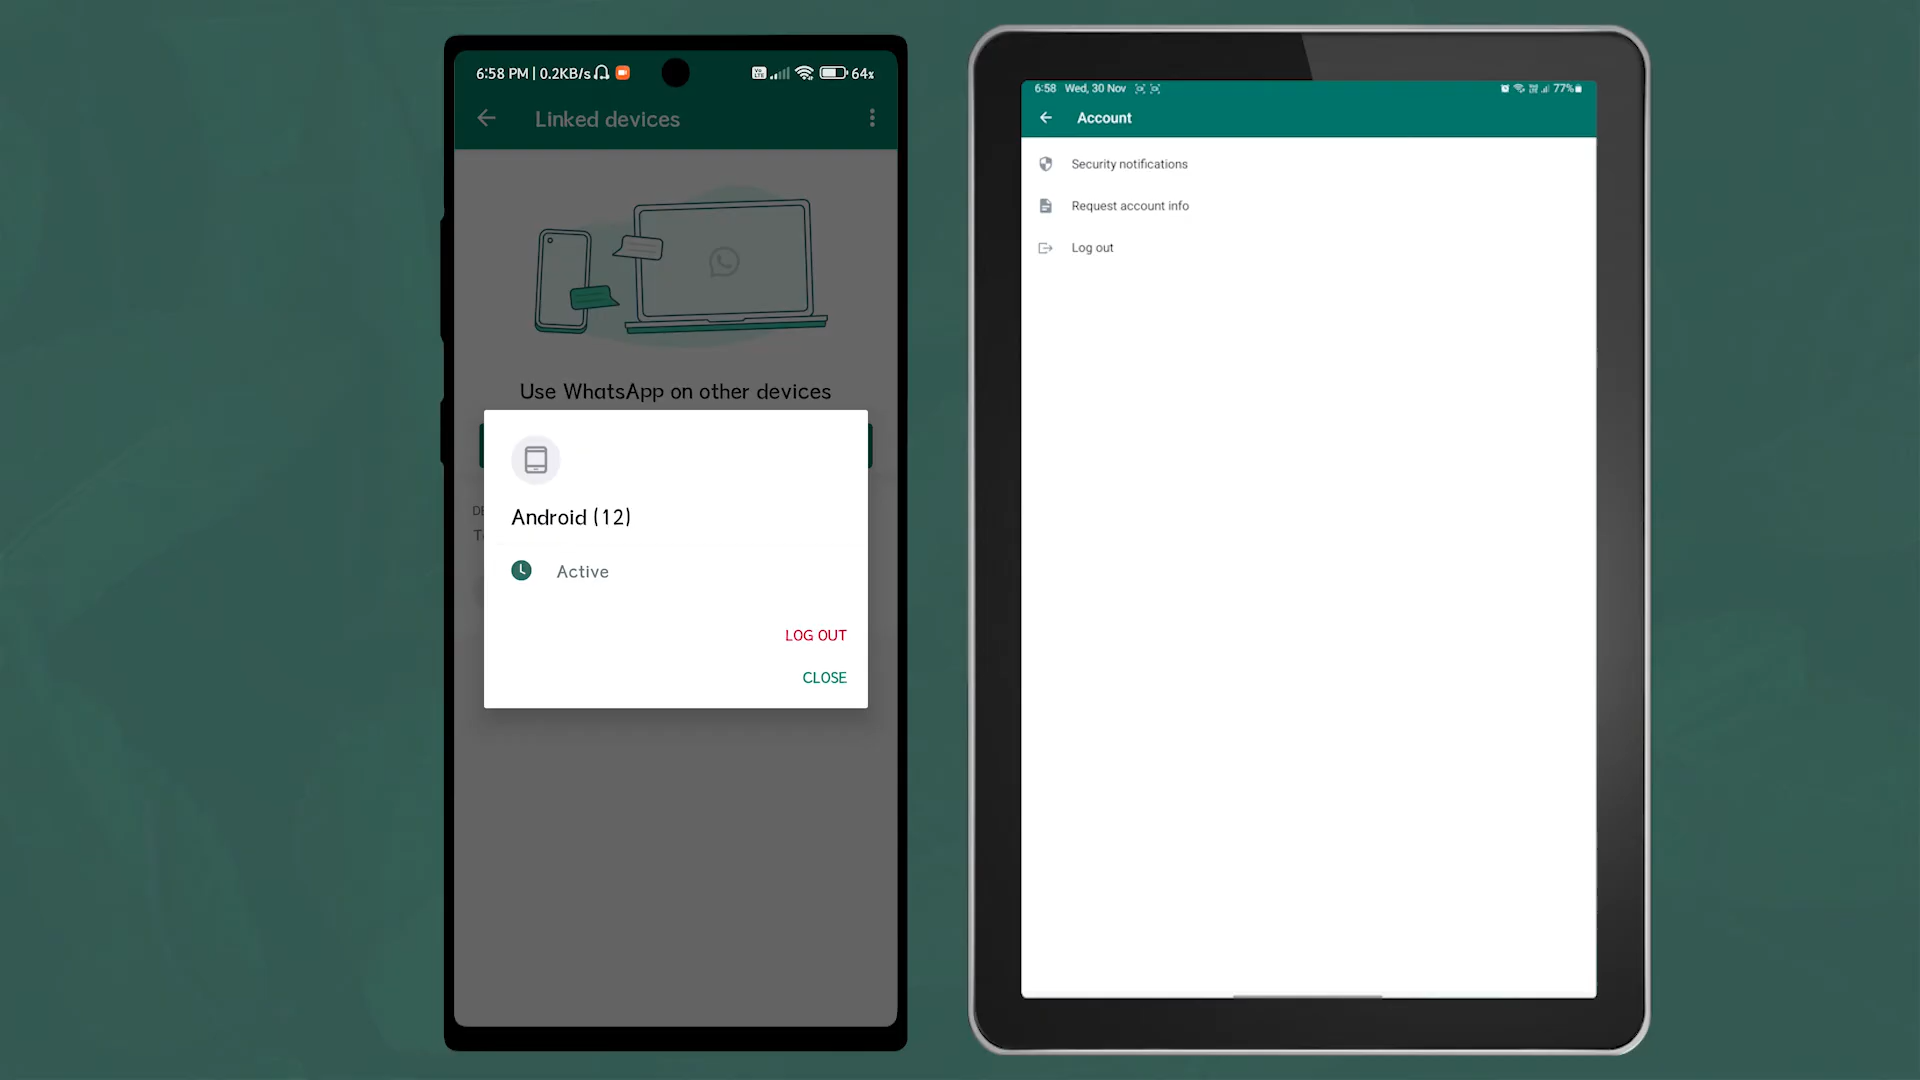 6:58 PM | 0.2KB/s
64%
Linked devices
Use WhatsApp on other devices
Android (12)
Active
LOG OUT
CLOSE
6:58 Wed, 30 Nov
77%
Account
Security notifications
Request account info
Log out